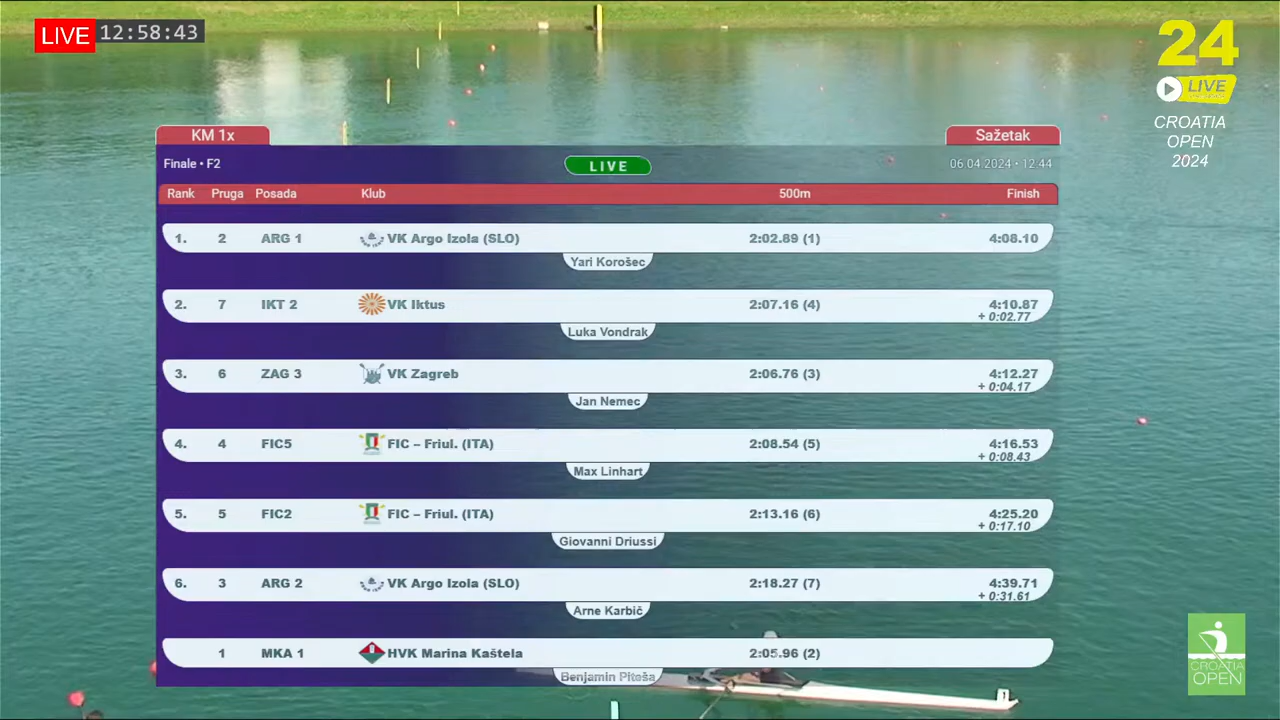 LIVE 12:58:43
24
LIVE
CROATIA
OPEN
2024
KM 1x Sažetak
Finale • F2 LIVE 06.04.2024 • 12:44
Rank Pruga Posada Klub 500m Finish
1. 2 ARG 1 VK Argo Izola (SLO) 2:02.89 (1) 4:08.10
Yari Korošec
2. 7 IKT 2 VK Iktus 2:07.16 (4) 4:10.87
+ 0:02.77
Luka Vondrak
3. 6 ZAG 3 VK Zagreb 2:06.76 (3) 4:12.27
+ 0:04.17
Jan Nemec
4. 4 FIC5 FIC – Friul. (ITA) 2:08.54 (5) 4:16.53
+ 0:08.43
Max Linhart
5. 5 FIC2 FIC – Friul. (ITA) 2:13.16 (6) 4:25.20
+ 0:17.10
Giovanni Driussi
6. 3 ARG 2 VK Argo Izola (SLO) 2:18.27 (7) 4:39.71
+ 0:31.61
Arne Karbič
1 MKA 1 HVK Marina Kaštela 2:05.96 (2)
Benjamin Piteša
CROATIA
OPEN